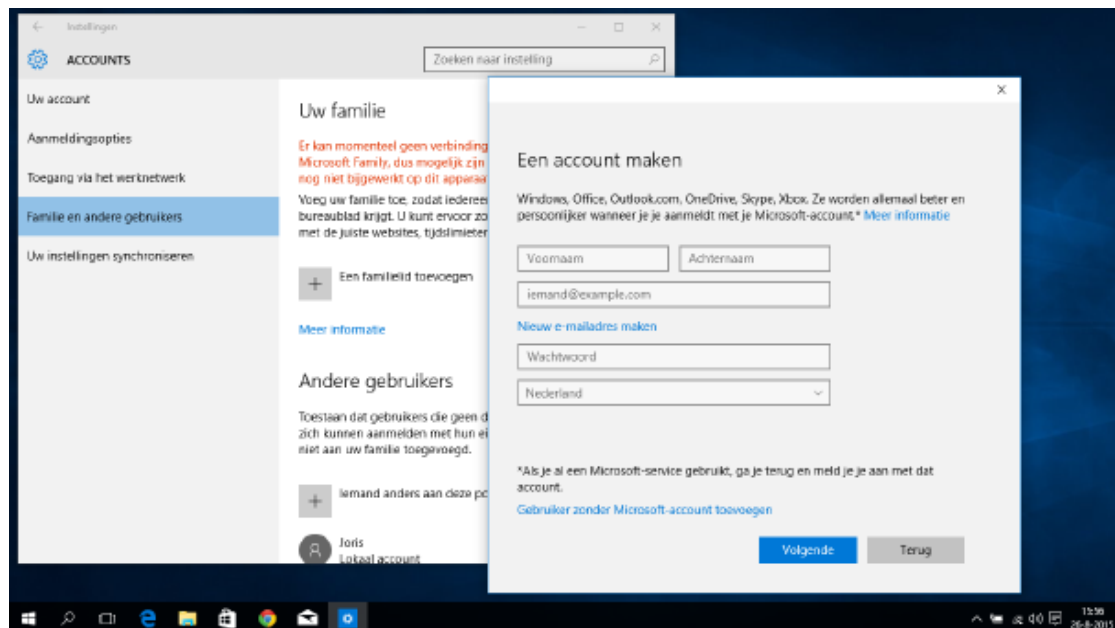 Instellingen
ACCOUNTS
Zoeken naar instelling
Uw account
Aanmeldingsopties
Toegang via het werknetwerk
Familie en andere gebruikers
Uw instellingen synchroniseren
Uw familie
Er kan momenteel geen verbinding
Microsoft Family, dus mogelijk zijn
nog niet bijgewerkt op dit apparaa
Voeg uw familie toe, zodat iederee
bureaublad krijgt. U kunt ervoor zo
met de juiste websites, tijdslimieter
Een familielid toevoegen
Meer informatie
Andere gebruikers
Toestaan dat gebruikers die geen d
zich kunnen aanmelden met hun ei
niet aan uw familie toegevoegd.
Iemand anders aan deze pc
Joris
Lokaal account
Een account maken
Windows, Office, Outlook.com, OneDrive, Skype, Xbox. Ze worden allemaal beter en
persoonlijker wanneer je je aanmeldt met je Microsoft-account.* Meer informatie
Voornaam
Achternaam
iemand@example.com
Nieuw e-mailadres maken
Wachtwoord
Nederland
*Als je al een Microsoft-service gebruikt, ga je terug en meld je je aan met dat
account.
Gebruiker zonder Microsoft-account toevoegen
Volgende
Terug
15:56
26-8-2015